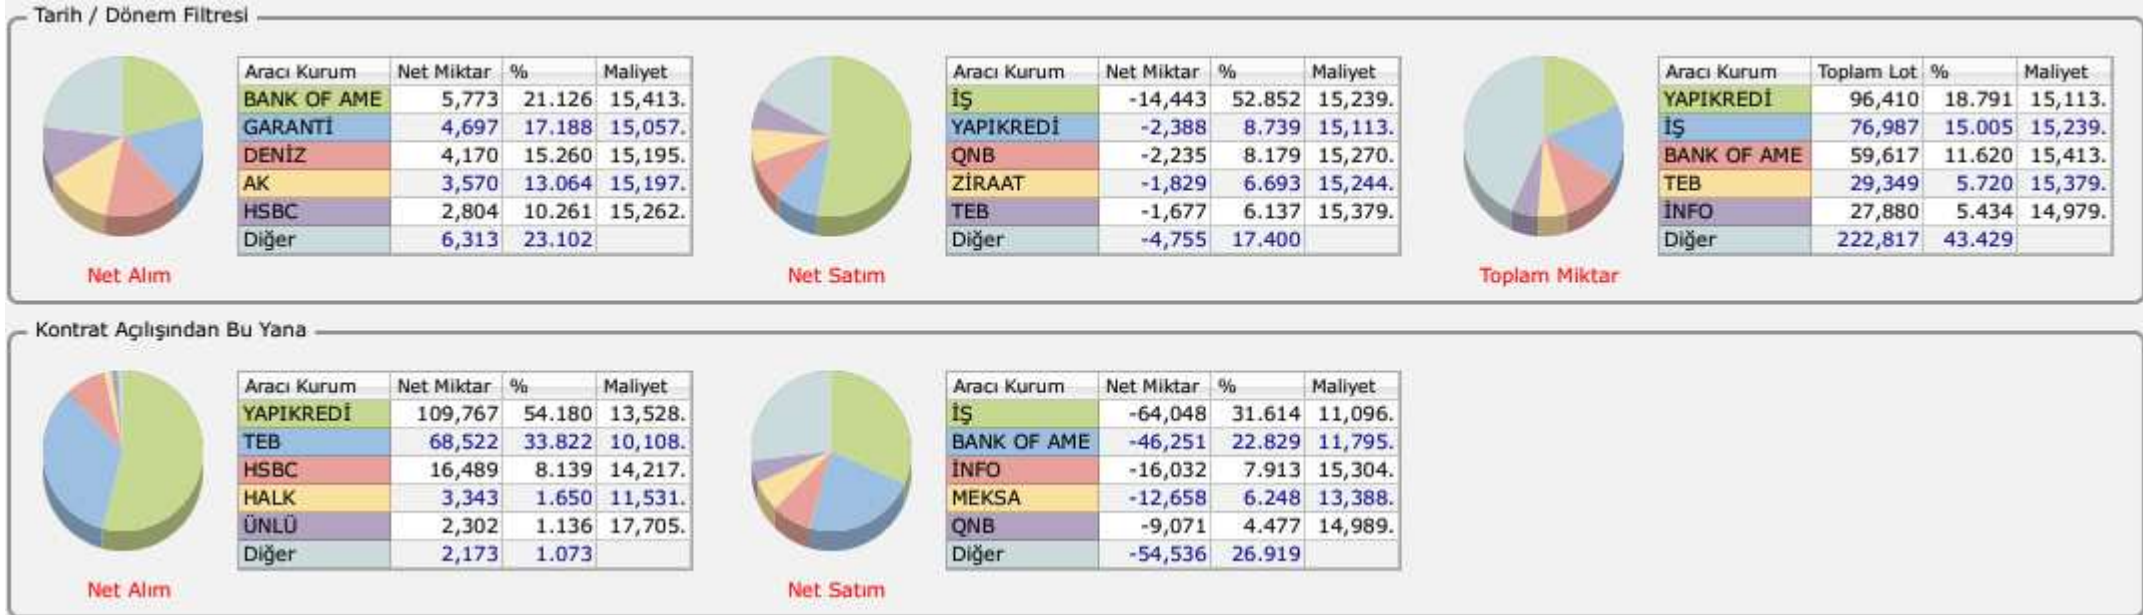 Tarih / Dönem Filtresi
Aracı Kurum Net Miktar % Maliyet
BANK OF AME 5,773 21.126 15,413.
GARANTİ 4,697 17.188 15,057.
DENİZ 4,170 15.260 15,195.
AK 3,570 13.064 15,197.
HSBC 2,804 10.261 15,262.
Diğer 6,313 23.102
Net Alım
Aracı Kurum Net Miktar % Maliyet
İŞ -14,443 52.852 15,239.
YAPIKREDİ -2,388 8.739 15,113.
QNB -2,235 8.179 15,270.
ZİRAAT -1,829 6.693 15,244.
TEB -1,677 6.137 15,379.
Diğer -4,755 17.400
Net Satım
Aracı Kurum Toplam Lot % Maliyet
YAPIKREDİ 96,410 18.791 15,113.
İŞ 76,987 15.005 15,239.
BANK OF AME 59,617 11.620 15,413.
TEB 29,349 5.720 15,379.
İNFO 27,880 5.434 14,979.
Diğer 222,817 43.429
Toplam Miktar
Kontrat Açılışından Bu Yana
Aracı Kurum Net Miktar % Maliyet
YAPIKREDİ 109,767 54.180 13,528.
TEB 68,522 33.822 10,108.
HSBC 16,489 8.139 14,217.
HALK 3,343 1.650 11,531.
ÜNLÜ 2,302 1.136 17,705.
Diğer 2,173 1.073
Net Alım
Aracı Kurum Net Miktar % Maliyet
İŞ -64,048 31.614 11,096.
BANK OF AME -46,251 22.829 11,795.
İNFO -16,032 7.913 15,304.
MEKSA -12,658 6.248 13,388.
QNB -9,071 4.477 14,989.
Diğer -54,536 26.919
Net Satım